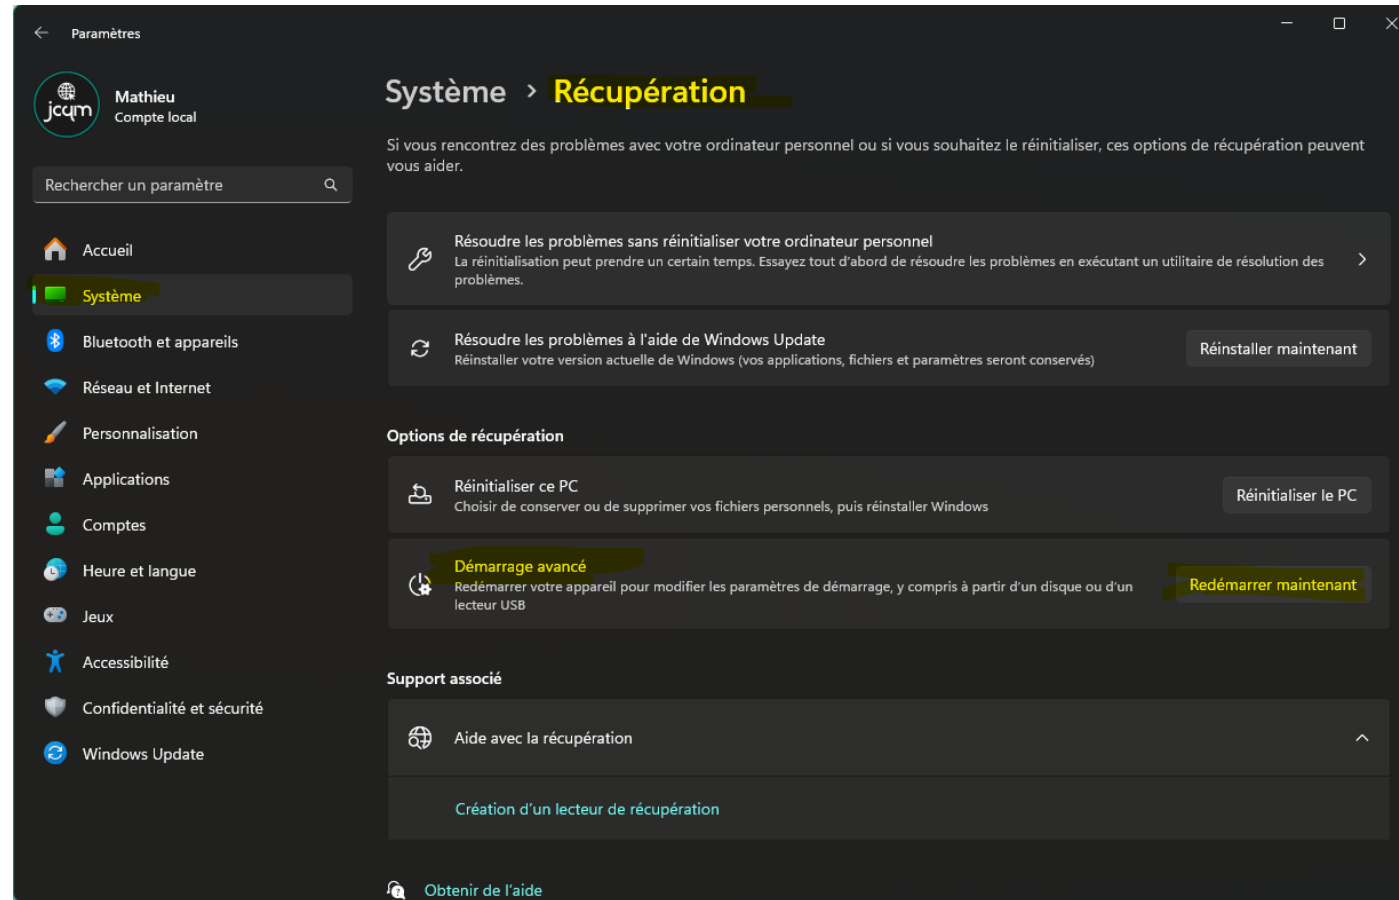 Paramètres
jcqm
Mathieu
Compte local
Rechercher un paramètre
Accueil
Système
Bluetooth et appareils
Réseau et Internet
Personnalisation
Applications
Comptes
Heure et langue
Jeux
Accessibilité
Confidentialité et sécurité
Windows Update
Système > Récupération
Si vous rencontrez des problèmes avec votre ordinateur personnel ou si vous souhaitez le réinitialiser, ces options de récupération peuvent
vous aider.
Résoudre les problèmes sans réinitialiser votre ordinateur personnel
La réinitialisation peut prendre un certain temps. Essayez tout d'abord de résoudre les problèmes en exécutant un utilitaire de résolution des
problèmes.
Résoudre les problèmes à l'aide de Windows Update
Réinstaller votre version actuelle de Windows (vos applications, fichiers et paramètres seront conservés)
Réinstaller maintenant
Options de récupération
Réinitialiser ce PC
Choisir de conserver ou de supprimer vos fichiers personnels, puis réinstaller Windows
Réinitialiser le PC
Démarrage avancé
Redémarrer votre appareil pour modifier les paramètres de démarrage, y compris à partir d'un disque ou d'un
lecteur USB
Redémarrer maintenant
Support associé
Aide avec la récupération
Création d'un lecteur de récupération
Obtenir de l'aide